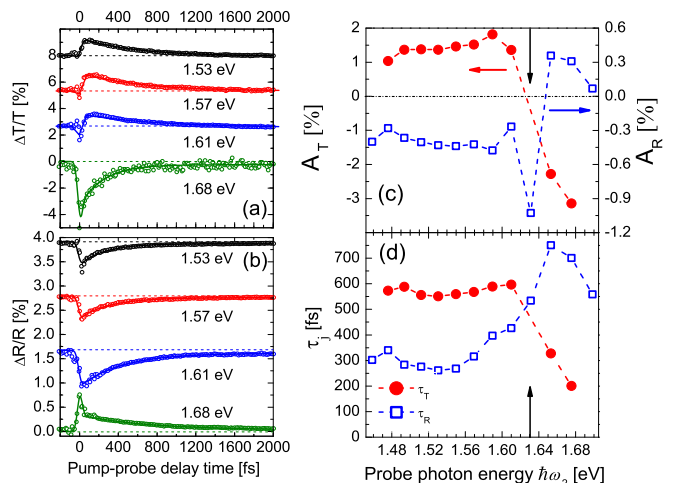 (a)
ΔT/T [%]
8
6
4
2
0
-2
-4
0 400 800 1200 1600 2000
1.53 eV
1.57 eV
1.61 eV
1.68 eV
(b)
ΔR/R [%]
4.0
3.5
3.0
2.5
2.0
1.5
1.0
0.5
0.0
1.53 eV
1.57 eV
1.61 eV
1.68 eV
0 400 800 1200 1600 2000
Pump-probe delay time [fs]
(c)
A_T [%]
2
1
0
-1
-2
-3
A_R [%]
0.6
0.3
0.0
-0.3
-0.6
-0.9
-1.2
(d)
τ_j [fs]
700
600
500
400
300
200
100
0
τ_T
τ_R
1.48 1.52 1.56 1.60 1.64 1.68
Probe photon energy ℏω₂ [eV]